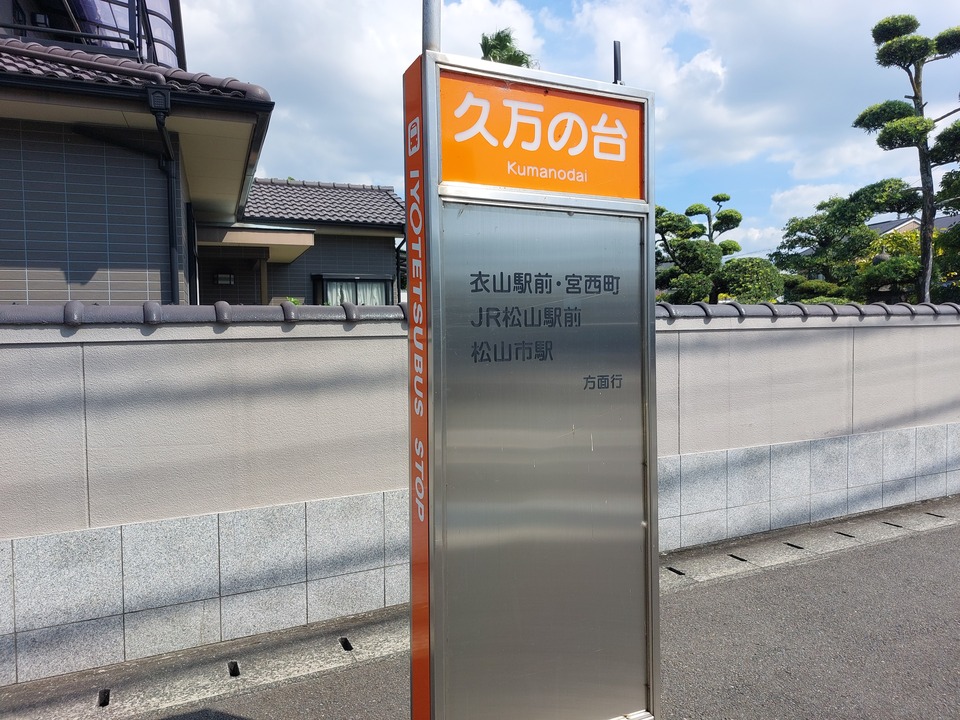 久万の台
Kumanodai
衣山駅前・宮西町
JR松山駅前
松山市駅
方面行
IYOTETSUBUS STOP